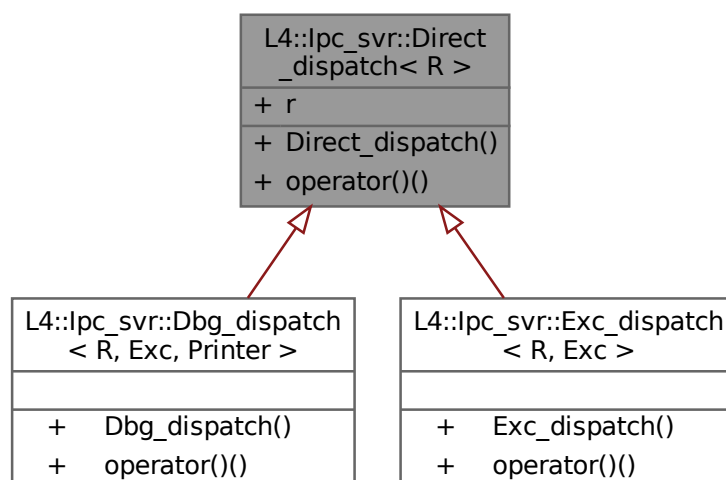 L4::Ipc_svr::Direct
_dispatch< R >
+ r
+ Direct_dispatch()
+ operator()()
L4::Ipc_svr::Dbg_dispatch
< R, Exc, Printer >
+ Dbg_dispatch()
+ operator()()
L4::Ipc_svr::Exc_dispatch
< R, Exc >
+ Exc_dispatch()
+ operator()()